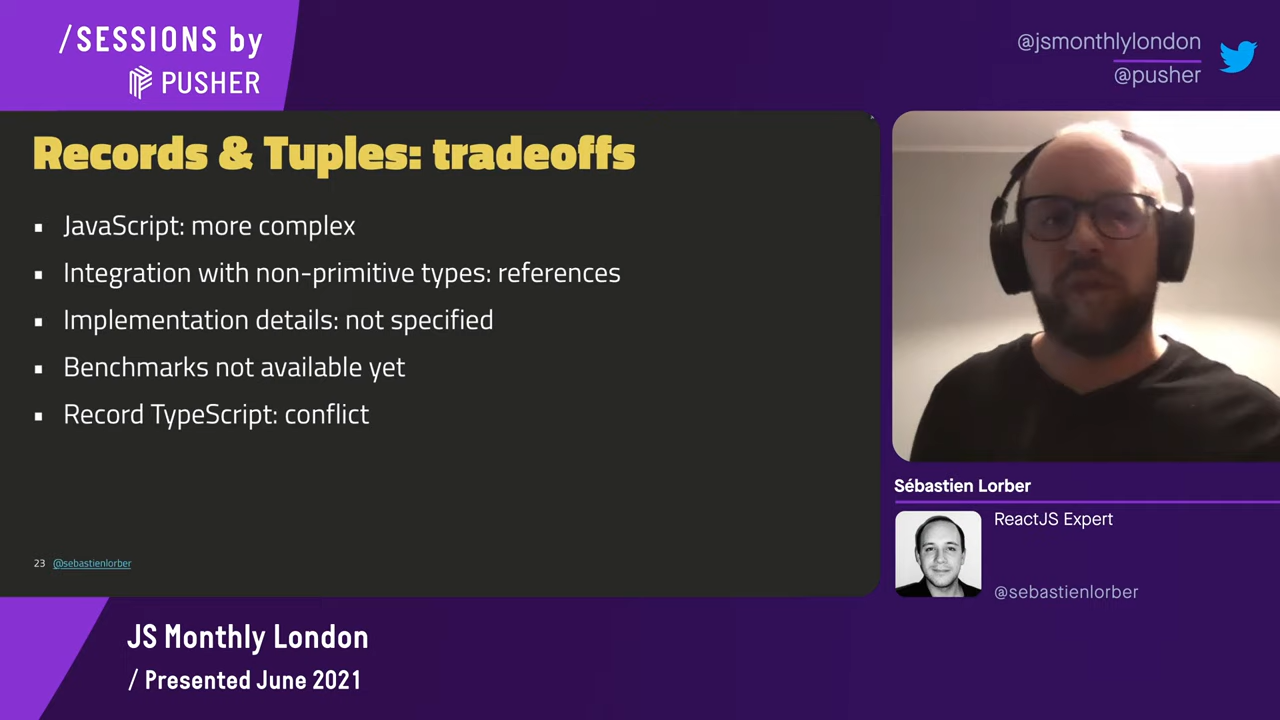 /SESSIONS by
PUSHER
@jsmonthlylondon
@pusher
Records & Tuples: tradeoffs
▪ JavaScript: more complex
▪ Integration with non-primitive types: references
▪ Implementation details: not specified
▪ Benchmarks not available yet
▪ Record TypeScript: conflict
23 @sebastienlorber
Sébastien Lorber
ReactJS Expert
@sebastienlorber
JS Monthly London
/ Presented June 2021